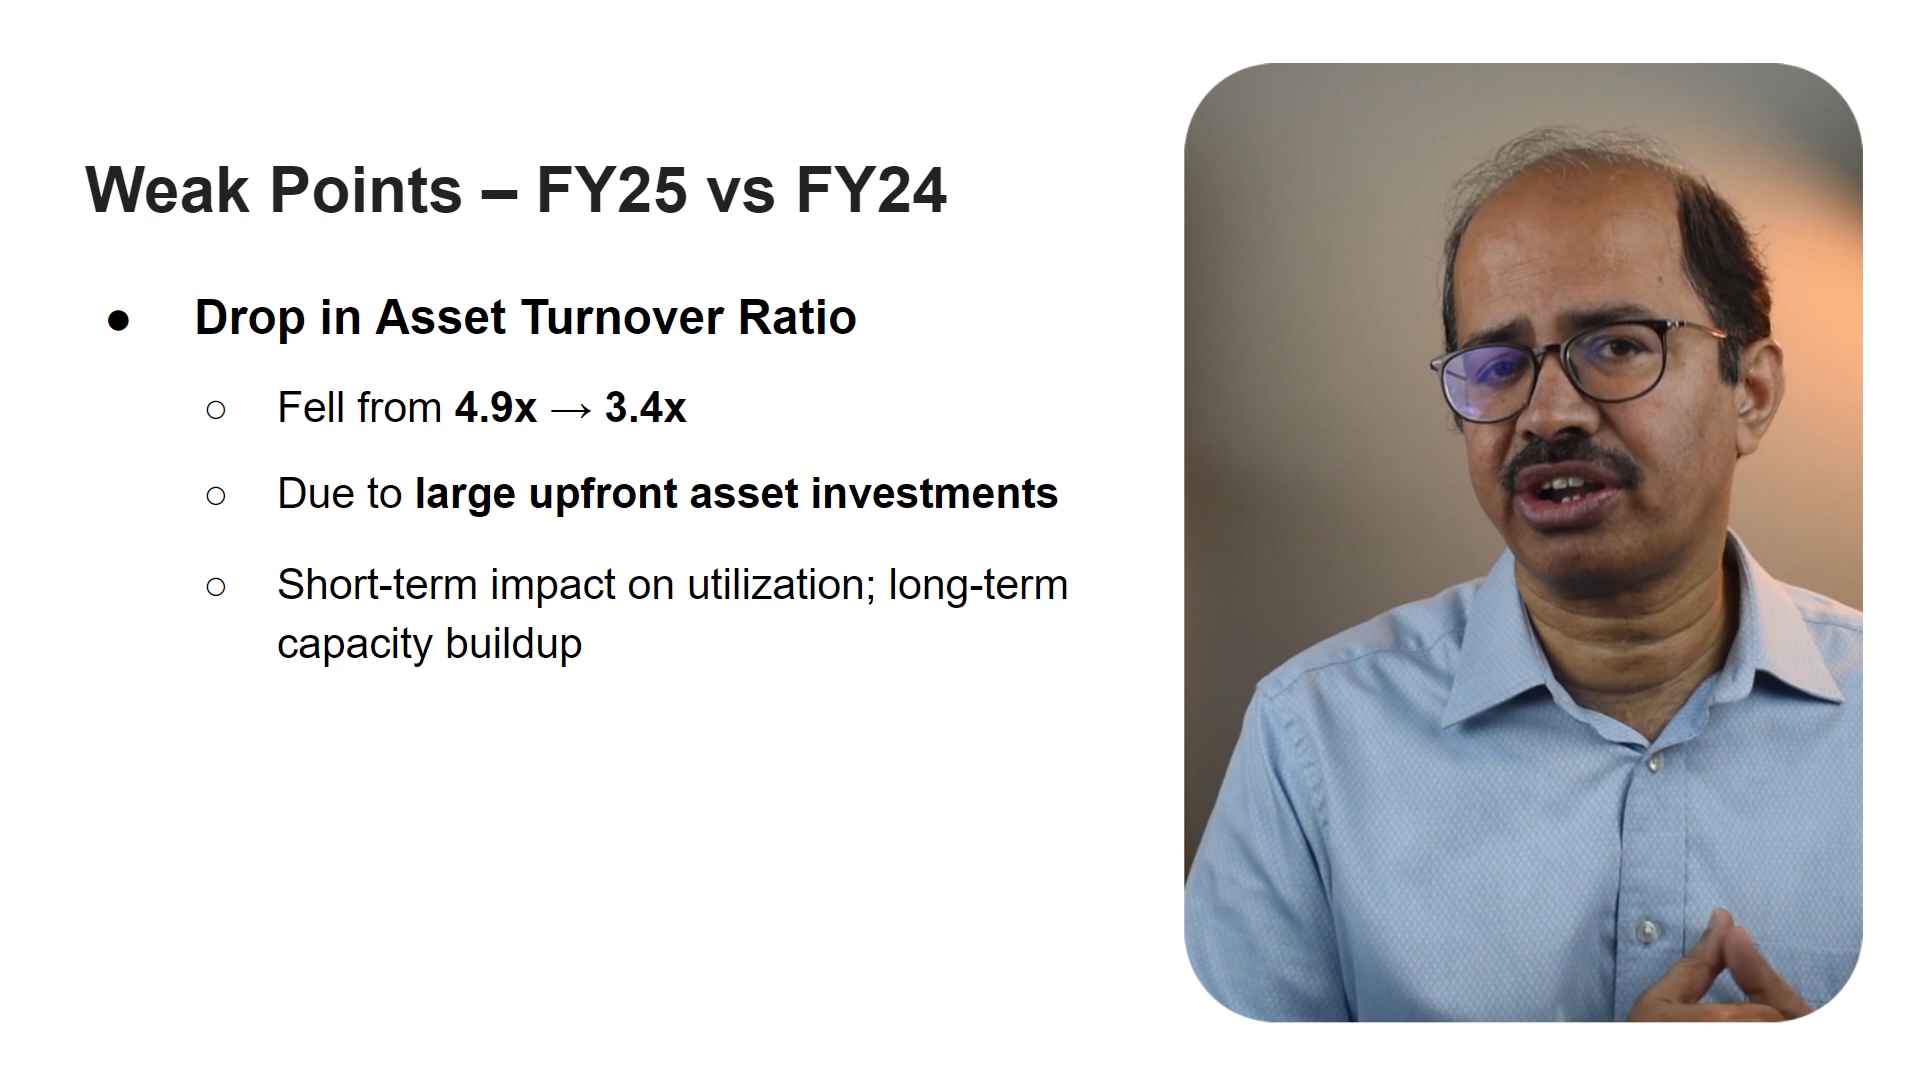 Weak Points – FY25 vs FY24
● Drop in Asset Turnover Ratio
○ Fell from 4.9x → 3.4x
○ Due to large upfront asset investments
○ Short-term impact on utilization; long-term
capacity buildup